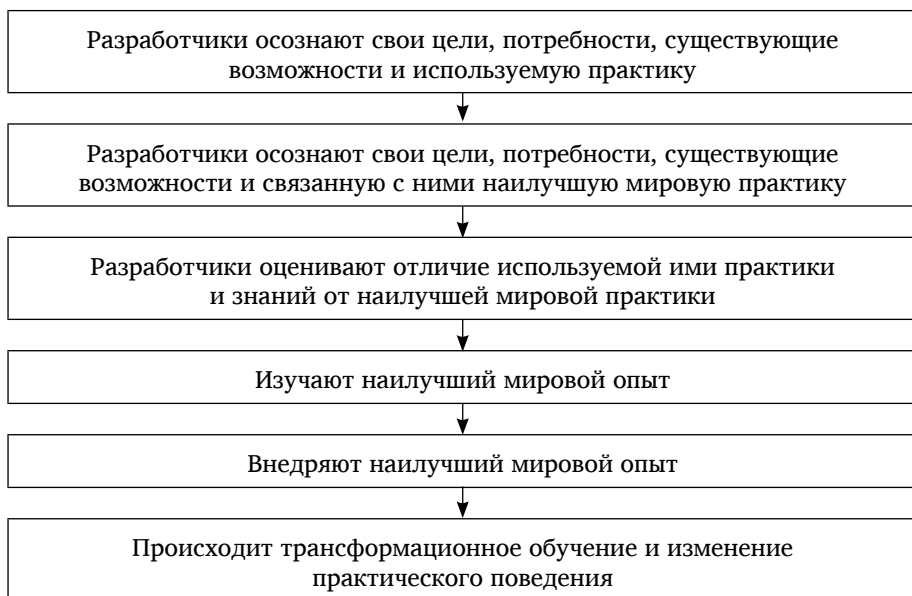 Разработчики осознают свои цели, потребности, существующие
возможности и используемую практику
Разработчики осознают свои цели, потребности, существующие
возможности и связанную с ними наилучшую мировую практику
Разработчики оценивают отличие используемой ими практики
и знаний от наилучшей мировой практики
Изучают наилучший мировой опыт
Внедряют наилучший мировой опыт
Происходит трансформационное обучение и изменение
практического поведения